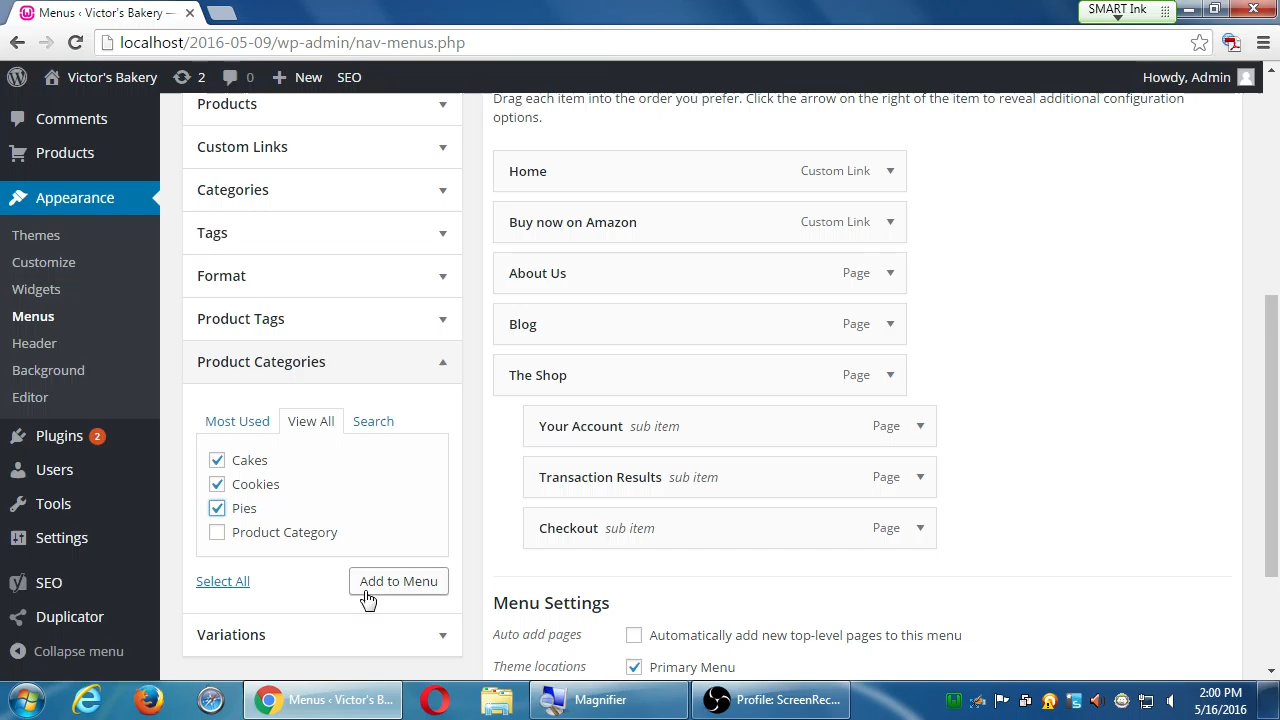 Menus ‹ Victor's Bakery —
SMART Ink
localhost/2016-05-09/wp-admin/nav-menus.php
Victor's Bakery
2
0
New
SEO
Howdy, Admin
Comments
Products
Appearance
Themes
Customize
Widgets
Menus
Header
Background
Editor
Plugins 2
Users
Tools
Settings
SEO
Duplicator
Collapse menu
Products
Custom Links
Categories
Tags
Format
Product Tags
Product Categories
Most Used
View All
Search
Cakes
Cookies
Pies
Product Category
Select All
Add to Menu
Variations
Drag each item into the order you prefer. Click the arrow on the right of the item to reveal additional configuration
options.
Home Custom Link
Buy now on Amazon Custom Link
About Us Page
Blog Page
The Shop Page
Your Account sub item Page
Transaction Results sub item Page
Checkout sub item Page
Menu Settings
Auto add pages Automatically add new top-level pages to this menu
Theme locations Primary Menu
Menus ‹ Victor's B...
Magnifier
Profile: ScreenRec...
2:00 PM
5/16/2016